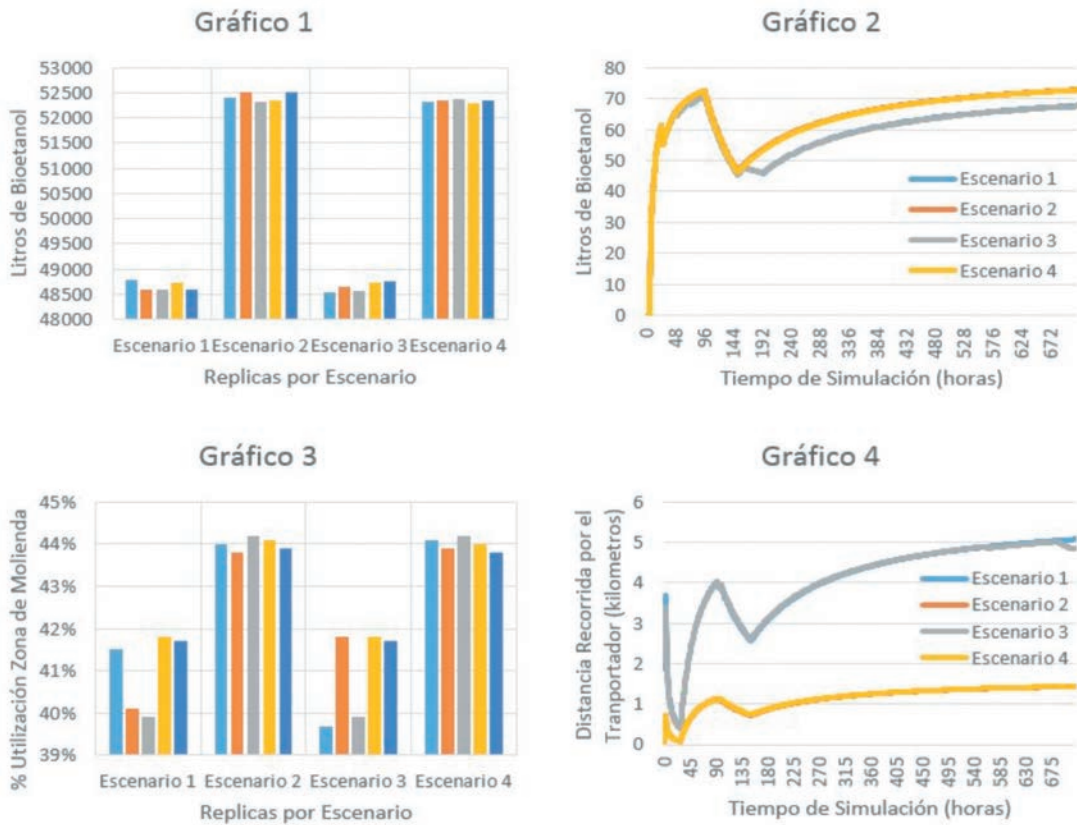 Gráfico 1
Litros de Bioetanol
53000
52500
52000
51500
51000
50500
50000
49500
49000
48500
48000
Escenario 1 Escenario 2 Escenario 3 Escenario 4
Replicas por Escenario
Gráfico 2
Litros de Bioetanol
80
70
60
50
40
30
20
10
0
Escenario 1
Escenario 2
Escenario 3
Escenario 4
0 48 96 144 192 240 288 336 384 432 480 528 576 624 672
Tiempo de Simulación (horas)
Gráfico 3
% Utilización Zona de Molienda
45%
44%
43%
42%
41%
40%
39%
Escenario 1 Escenario 2 Escenario 3 Escenario 4
Replicas por Escenario
Gráfico 4
Distancia Recorrida por el
Tranportador (kilometros)
6
5
4
3
2
1
0
Escenario 1
Escenario 2
Escenario 3
Escenario 4
0 45 90 135 180 225 270 315 360 405 450 495 540 585 630 675
Tiempo de Simulación (horas)